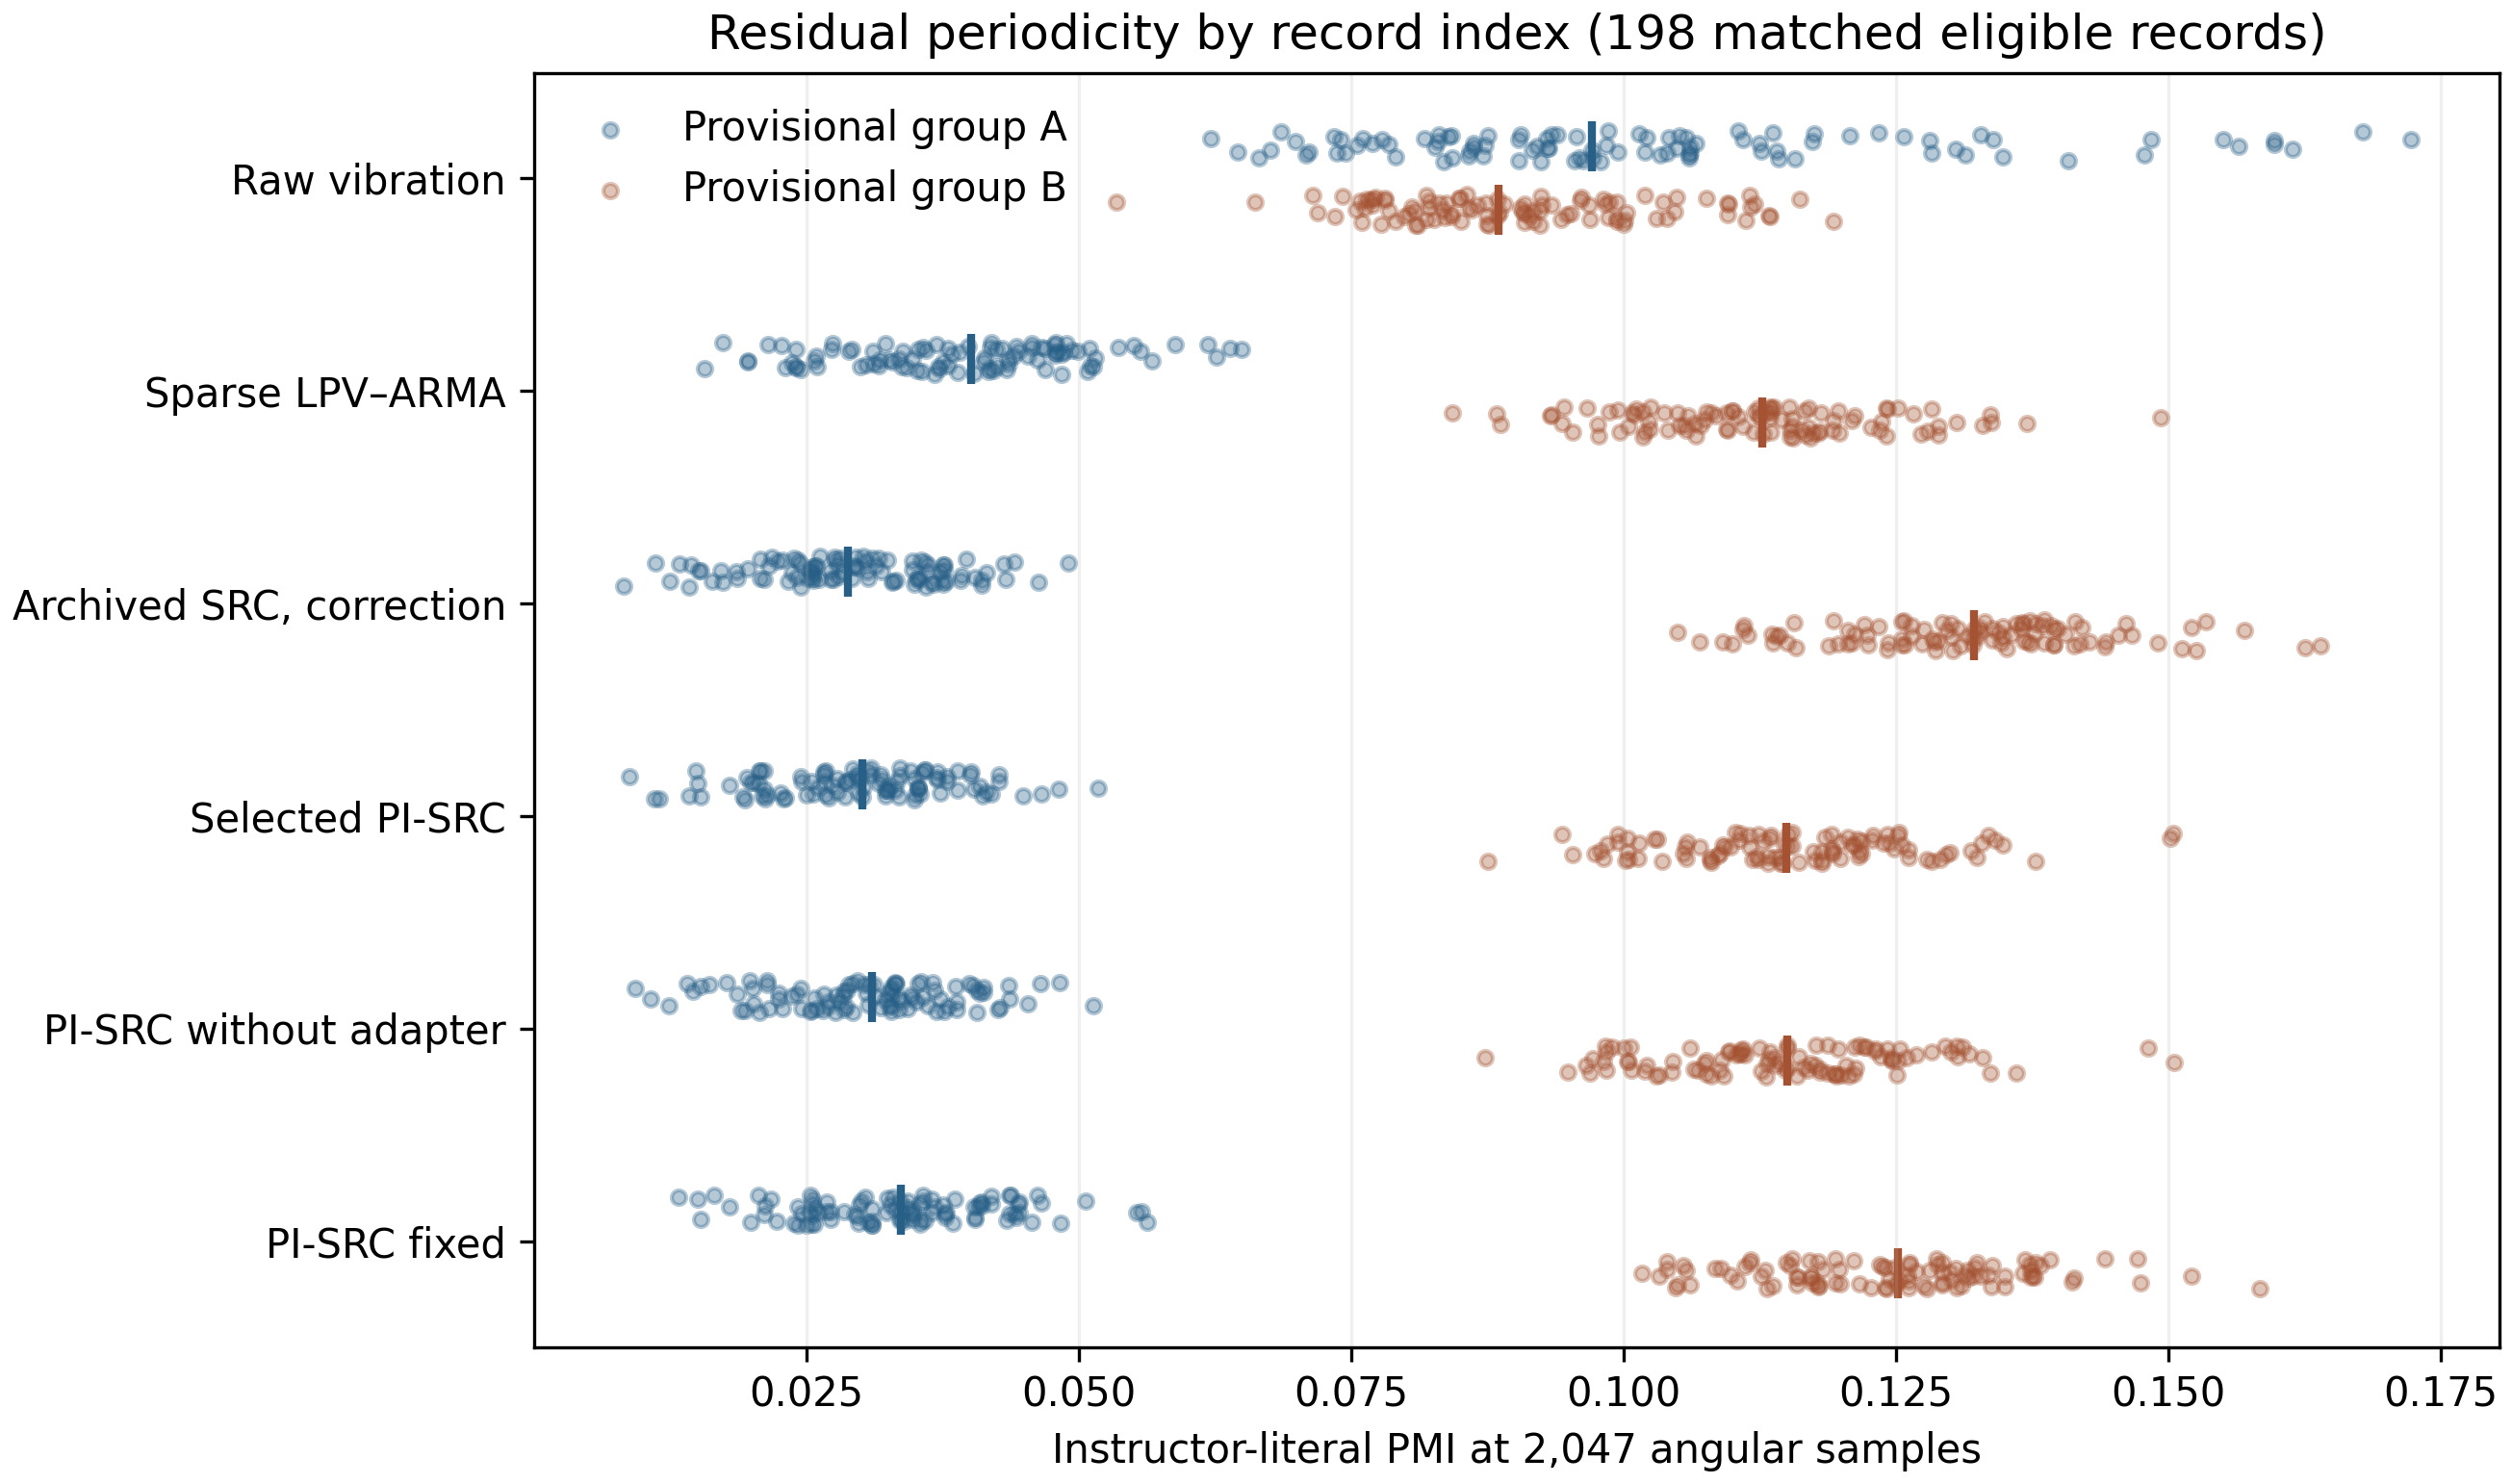 Residual periodicity by record index (198 matched eligible records)
Provisional group A
Provisional group B
Raw vibration
Sparse LPV–ARMA
Archived SRC, correction
Selected PI-SRC
PI-SRC without adapter
PI-SRC fixed
0.025 0.050 0.075 0.100 0.125 0.150 0.175
Instructor-literal PMI at 2,047 angular samples